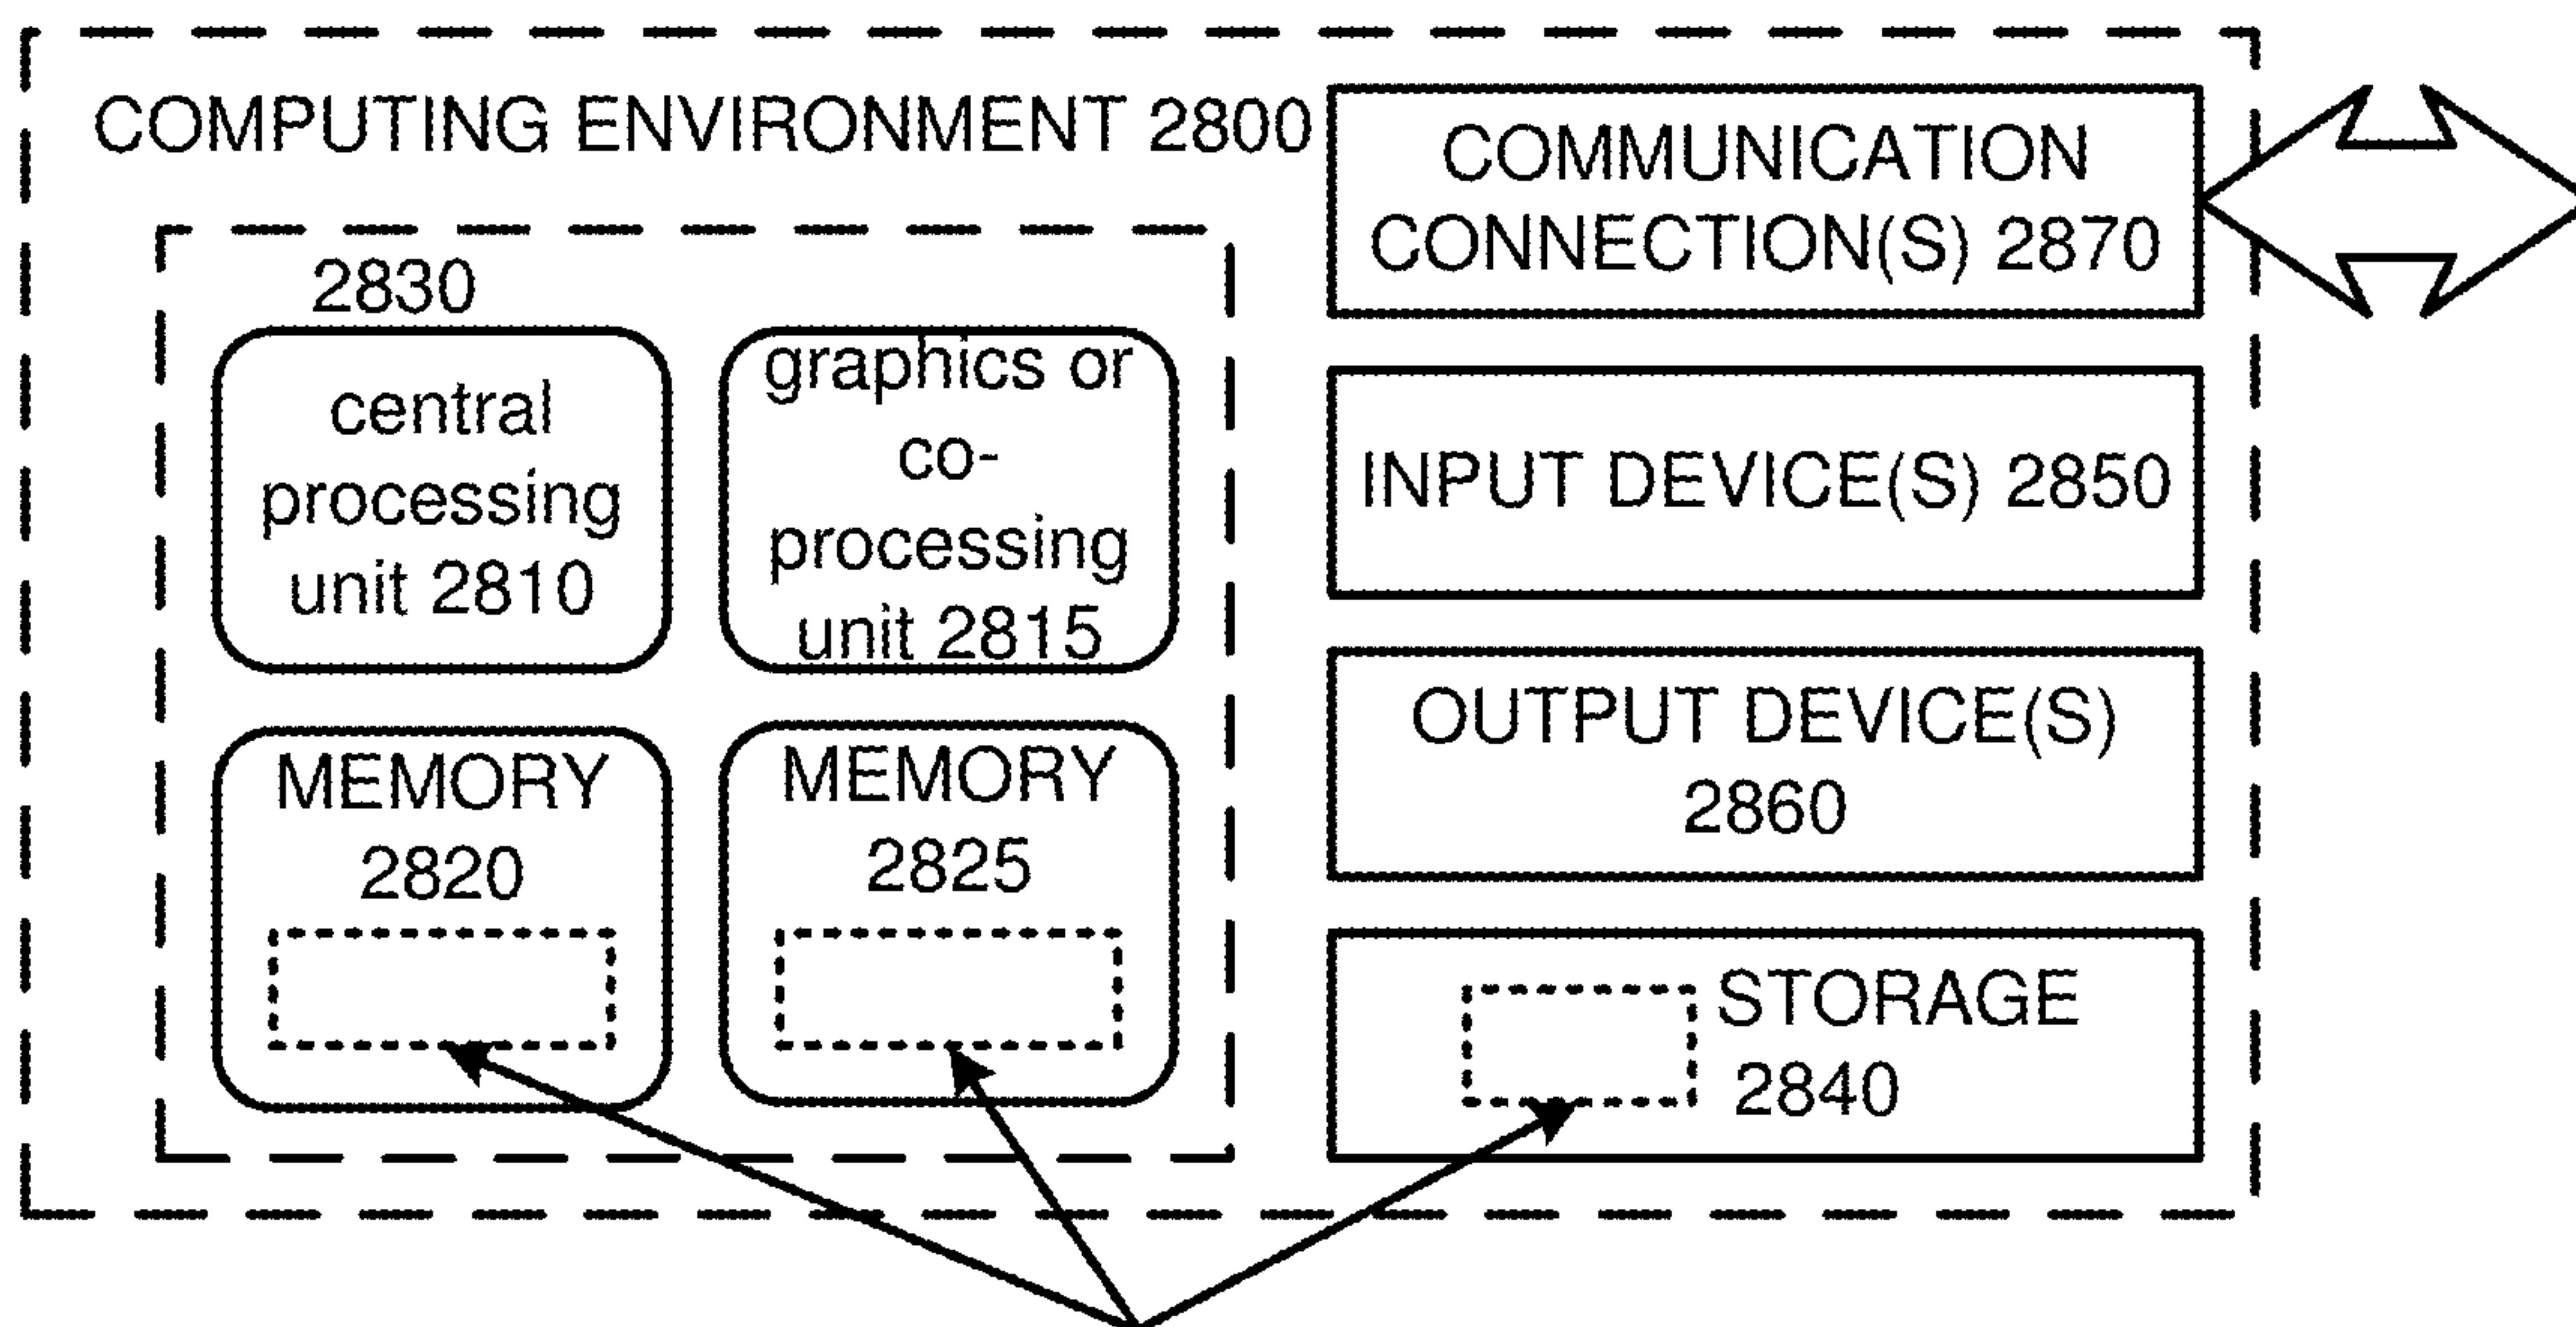 COMPUTING ENVIRONMENT 2800
2830
central
processing
unit 2810
graphics or
co-
processing
unit 2815
MEMORY
2820
MEMORY
2825
COMMUNICATION
CONNECTION(S) 2870
INPUT DEVICE(S) 2850
OUTPUT DEVICE(S)
2860
STORAGE
2840